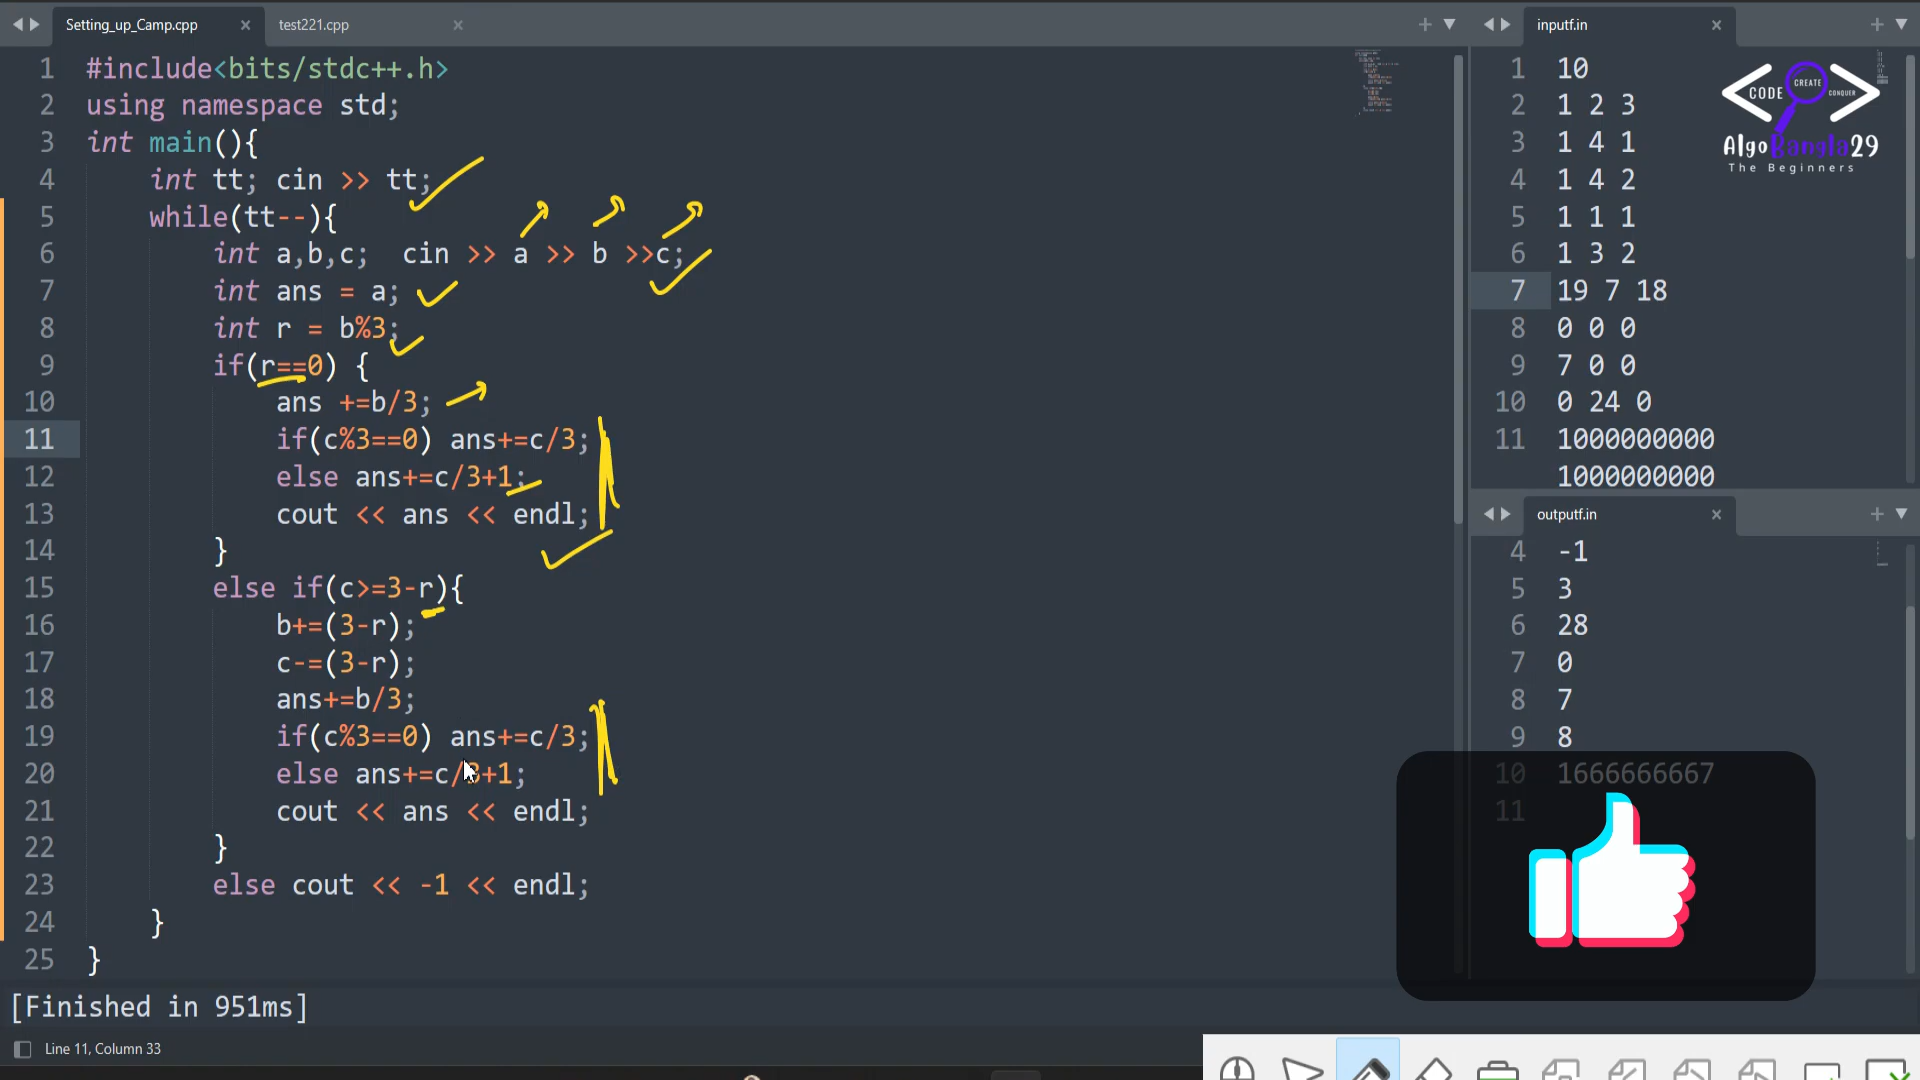 Setting_up_Camp.cpp
test221.cpp
1 #include<bits/stdc++.h>
2 using namespace std;
3 int main(){
4 int tt; cin >> tt;
5 while(tt--){
6 int a,b,c; cin >> a >> b >>c;
7 int ans = a;
8 int r = b%3;
9 if(r==0) {
10 ans +=b/3;
11 if(c%3==0) ans+=c/3;
12 else ans+=c/3+1;
13 cout << ans << endl;
14 }
15 else if(c>=3-r){
16 b+=(3-r);
17 c-=(3-r);
18 ans+=b/3;
19 if(c%3==0) ans+=c/3;
20 else ans+=c/3+1;
21 cout << ans << endl;
22 }
23 else cout << -1 << endl;
24 }
25 }
[Finished in 951ms]
Line 11, Column 33
inputf.in
1 10
2 1 2 3
3 1 4 1
4 1 4 2
5 1 1 1
6 1 3 2
7 19 7 18
8 0 0 0
9 7 0 0
10 0 24 0
11 1000000000
1000000000
CODE CREATE CONQUER
AlgoBangla29
The Beginners
outputf.in
4 -1
5 3
6 28
7 0
8 7
9 8
10 1666666667
11